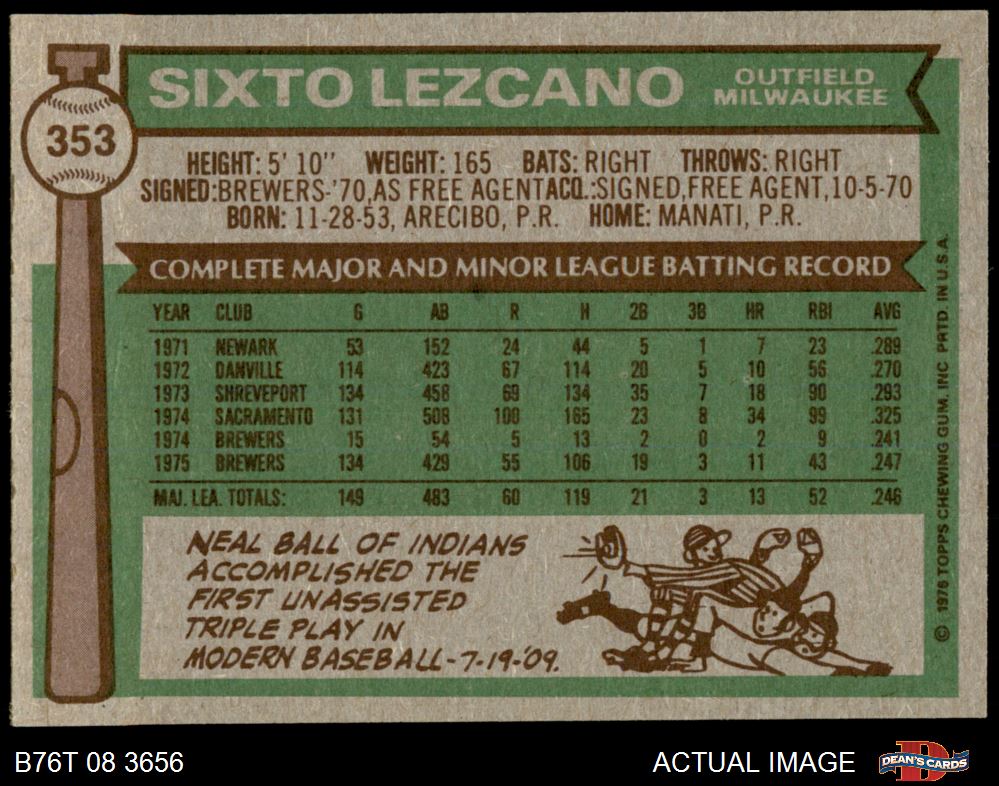 SIXTO LEZCANO
OUTFIELD
MILWAUKEE
353
HEIGHT: 5' 10" WEIGHT: 165 BATS: RIGHT THROWS: RIGHT
SIGNED:BREWERS-'70,AS FREE AGENTACQ.:SIGNED,FREE AGENT,10-5-70
BORN: 11-28-53, ARECIBO, P.R. HOME: MANATI, P.R.
COMPLETE MAJOR AND MINOR LEAGUE BATTING RECORD
YEAR CLUB G AB R H 2B 3B HR RBI AVG
1971 NEWARK 53 152 24 44 5 1 7 23 .289
1972 DANVILLE 114 423 67 114 20 5 10 56 .270
1973 SHREVEPORT 134 458 69 134 35 7 18 90 .293
1974 SACRAMENTO 131 508 100 165 23 8 34 99 .325
1974 BREWERS 15 54 5 13 2 0 2 9 .241
1975 BREWERS 134 429 55 106 19 3 11 43 .247
MAJ. LEA. TOTALS: 149 483 60 119 21 3 13 52 .246
NEAL BALL OF INDIANS
ACCOMPLISHED THE
FIRST UNASSISTED
TRIPLE PLAY IN
MODERN BASEBALL-7-19-'09.
© 1976 TOPPS CHEWING GUM, INC PRTD. IN U.S.A.
B76T 08 3656
ACTUAL IMAGE
D
DEAN'S CARDS